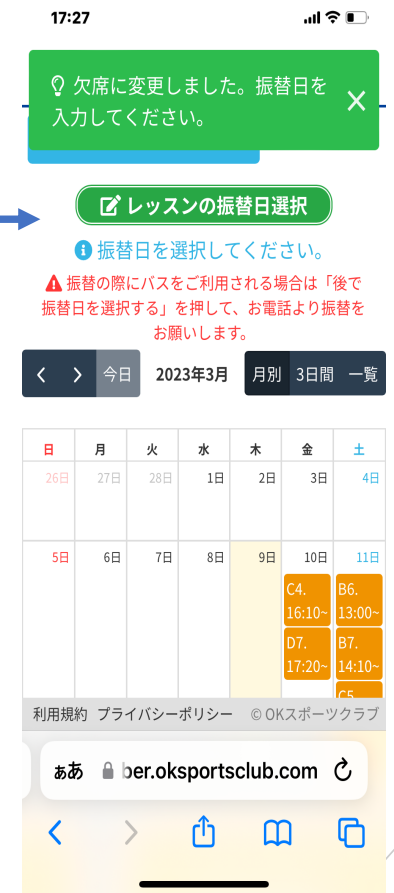 17:27
欠席に変更しました。振替日を
入力してください。
レッスンの振替日選択
振替日を選択してください。
振替の際にバスをご利用される場合は「後で
振替日を選択する」を押して、お電話より振替を
お願いします。
今日 2023年3月 月別 3日間 一覧
日 月 火 水 木 金 土
26日 27日 28日 1日 2日 3日 4日
5日 6日 7日 8日 9日 10日 11日
C4. B6.
16:10~ 13:00~
D7. B7.
17:20~ 14:10~
C5
利用規約 プライバシーポリシー © OKスポーツクラブ
ぁあ ber.oksportsclub.com